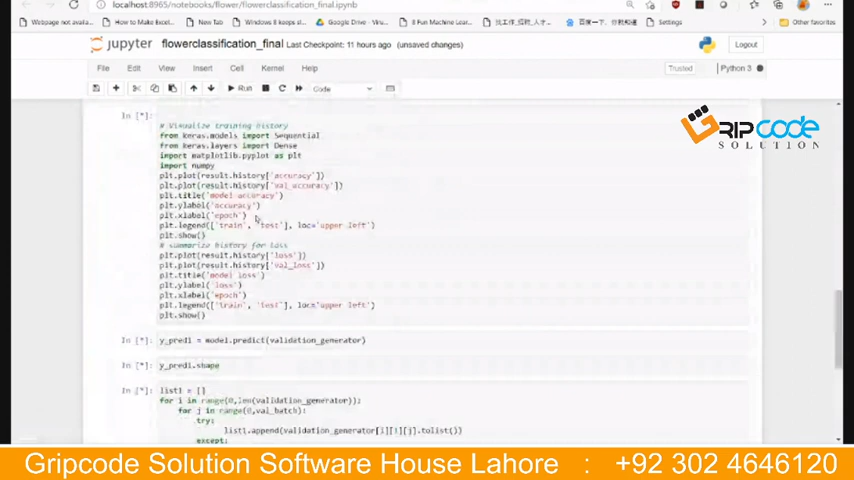 localhost:8965/notebooks/flower/flowerclassification_final.ipynb
Webpage not availa...
How to Make Excel...
New Tab
Windows 8 keeps sl...
Google Drive - Viru...
8 Fun Machine Lear...
Settings
Other favorites
jupyter flowerclassification_final Last Checkpoint: 11 hours ago (unsaved changes)
Logout
File Edit View Insert Cell Kernel Help
Trusted
Python 3
Run
Code
GRIPCODE
SOLUTION
In [*]:
# Visualize training history
from keras.models import Sequential
from keras.layers import Dense
import matplotlib.pyplot as plt
import numpy
plt.plot(result.history['accuracy'])
plt.plot(result.history['val_accuracy'])
plt.title('model accuracy')
plt.ylabel('accuracy')
plt.xlabel('epoch')
plt.legend(['train', 'test'], loc='upper left')
plt.show()
# summarize history for loss
plt.plot(result.history['loss'])
plt.plot(result.history['val_loss'])
plt.title('model loss')
plt.ylabel('loss')
plt.xlabel('epoch')
plt.legend(['train', 'test'], loc='upper left')
plt.show()
In [*]: y_pred1 = model.predict(validation_generator)
In [*]: y_pred1.shape
In [*]: list1 = []
for i in range(0,len(validation_generator)):
for j in range(0,val_batch):
try:
list1.append(validation_generator[i][1][j].tolist())
except:
Gripcode Solution Software House Lahore : +92 302 4646120